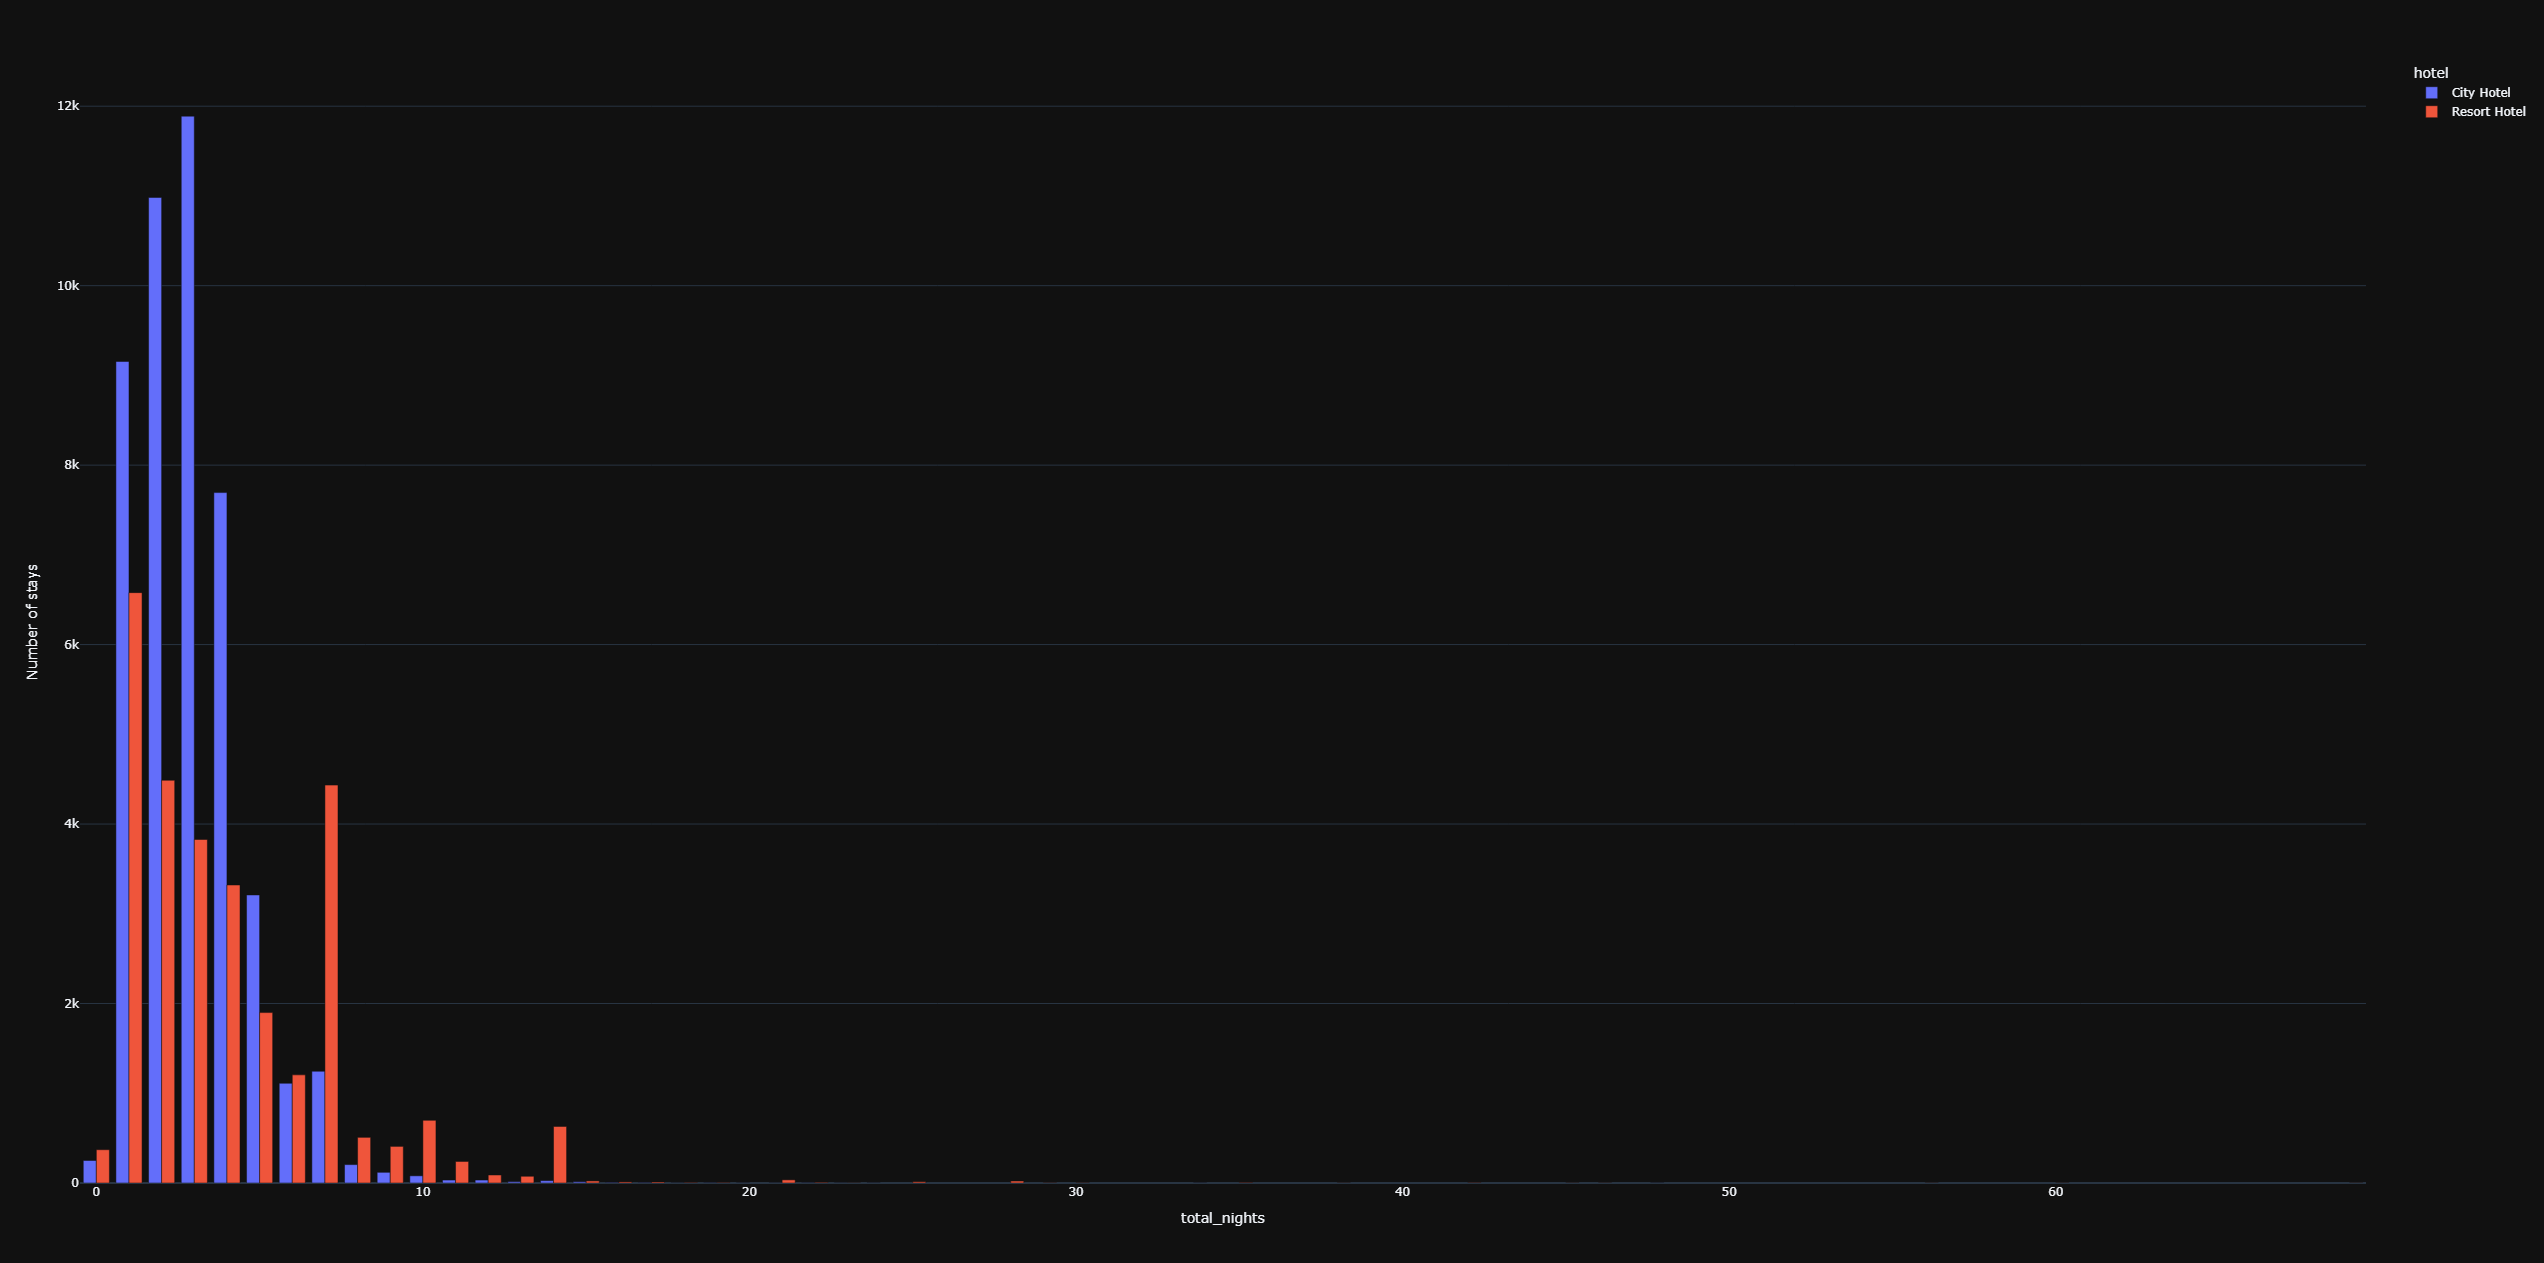 hotel
City Hotel
Resort Hotel
12k
10k
8k
6k
4k
2k
0
Number of stays
0 10 20 30 40 50 60
total_nights